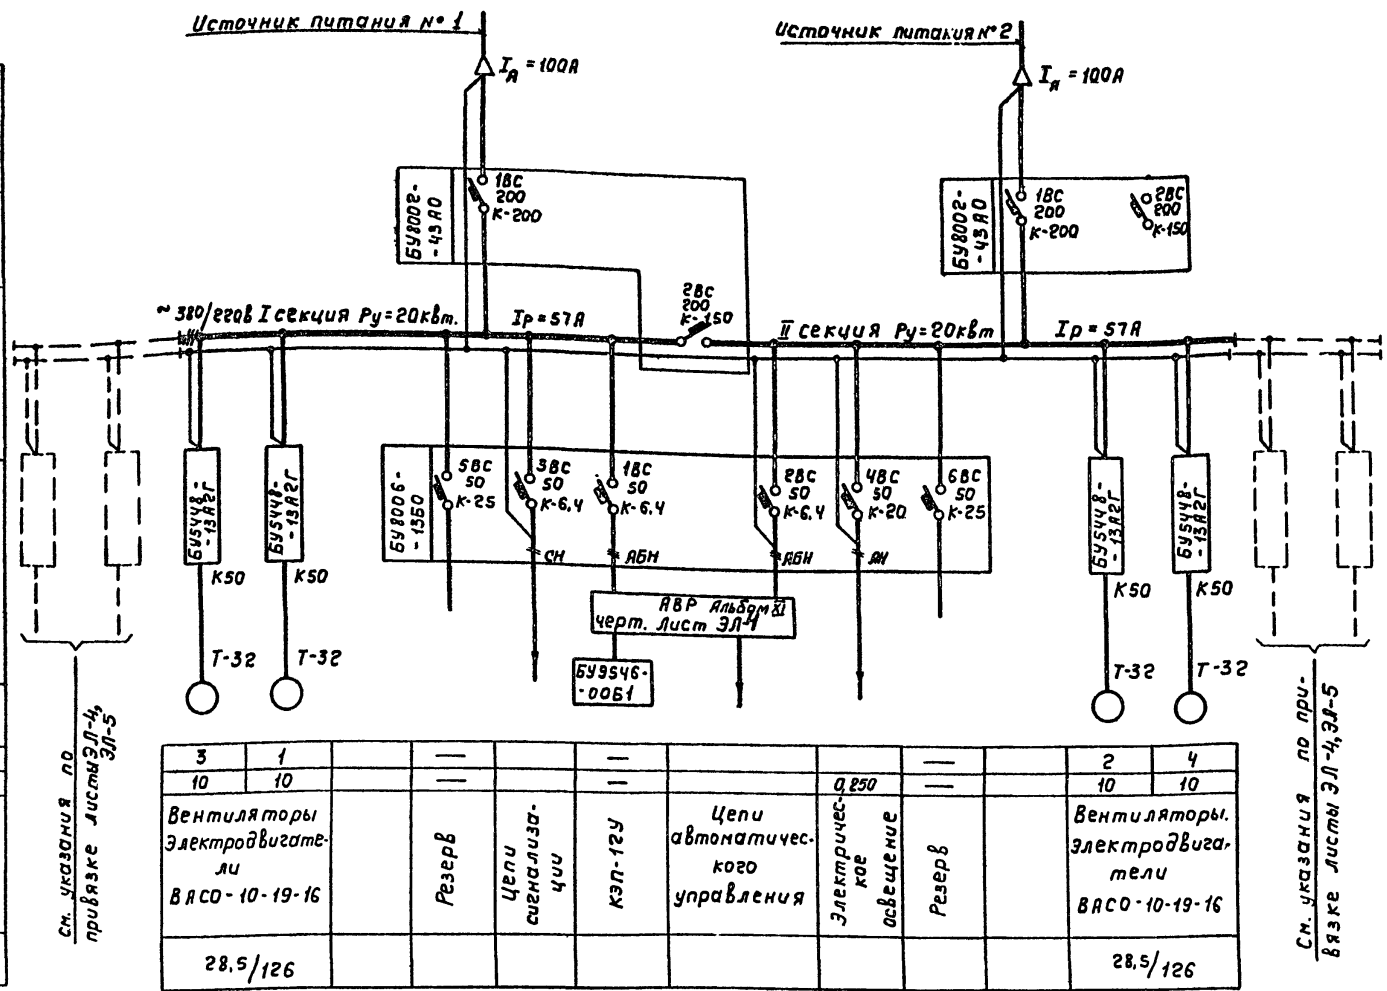 Источник питания № 1
Источник питания № 2
Iя = 100А
Iя = 100А
БУ8002-
-43А0
1ВС
200
К-200
БУ8002-
-43А0
1ВС
200
К-200
2ВС
200
К-150
~ 380/220в I секция Ру=20квт.
Iр=57А
2ВС
200
К-150
II секция Ру=20квт
Iр=57А
БУ5448-
-13А2Г
БУ5448-
-13А2Г
БУ8006-
-13Б0
5ВС
50
К-25
3ВС
50
К-6,4
1ВС
50
К-6,4
2ВС
50
К-6,4
4ВС
50
К-20
6ВС
50
К-25
БУ5448-
-13А2Г
БУ5448-
-13А2Г
СН
АБН
АБН
АН
К50
К50
К50
К50
АВР Альбом XI
черт. лист ЭЛ-1
БУ9546-
-00Б1
Т-32
Т-32
Т-32
Т-32
см. указания по
привязке листы ЭЛ-4,
ЭЛ-5
См. указания по при-
вязке листы ЭЛ-4, ЭЛ-5
3 1 — — — 2 4
10 10 — — 0,250 — 10 10
Вентиляторы
Электродвигате-
ли
ВАСО-10-19-16
Резерв
Цепи
сигнализа-
ции
КЭП-12У
Цепи
автоматичес-
кого
управления
Электричес-
кое
освещение
Резерв
Вентиляторы.
Электродвига-
тели
ВАСО-10-19-16
28,5/126
28,5/126